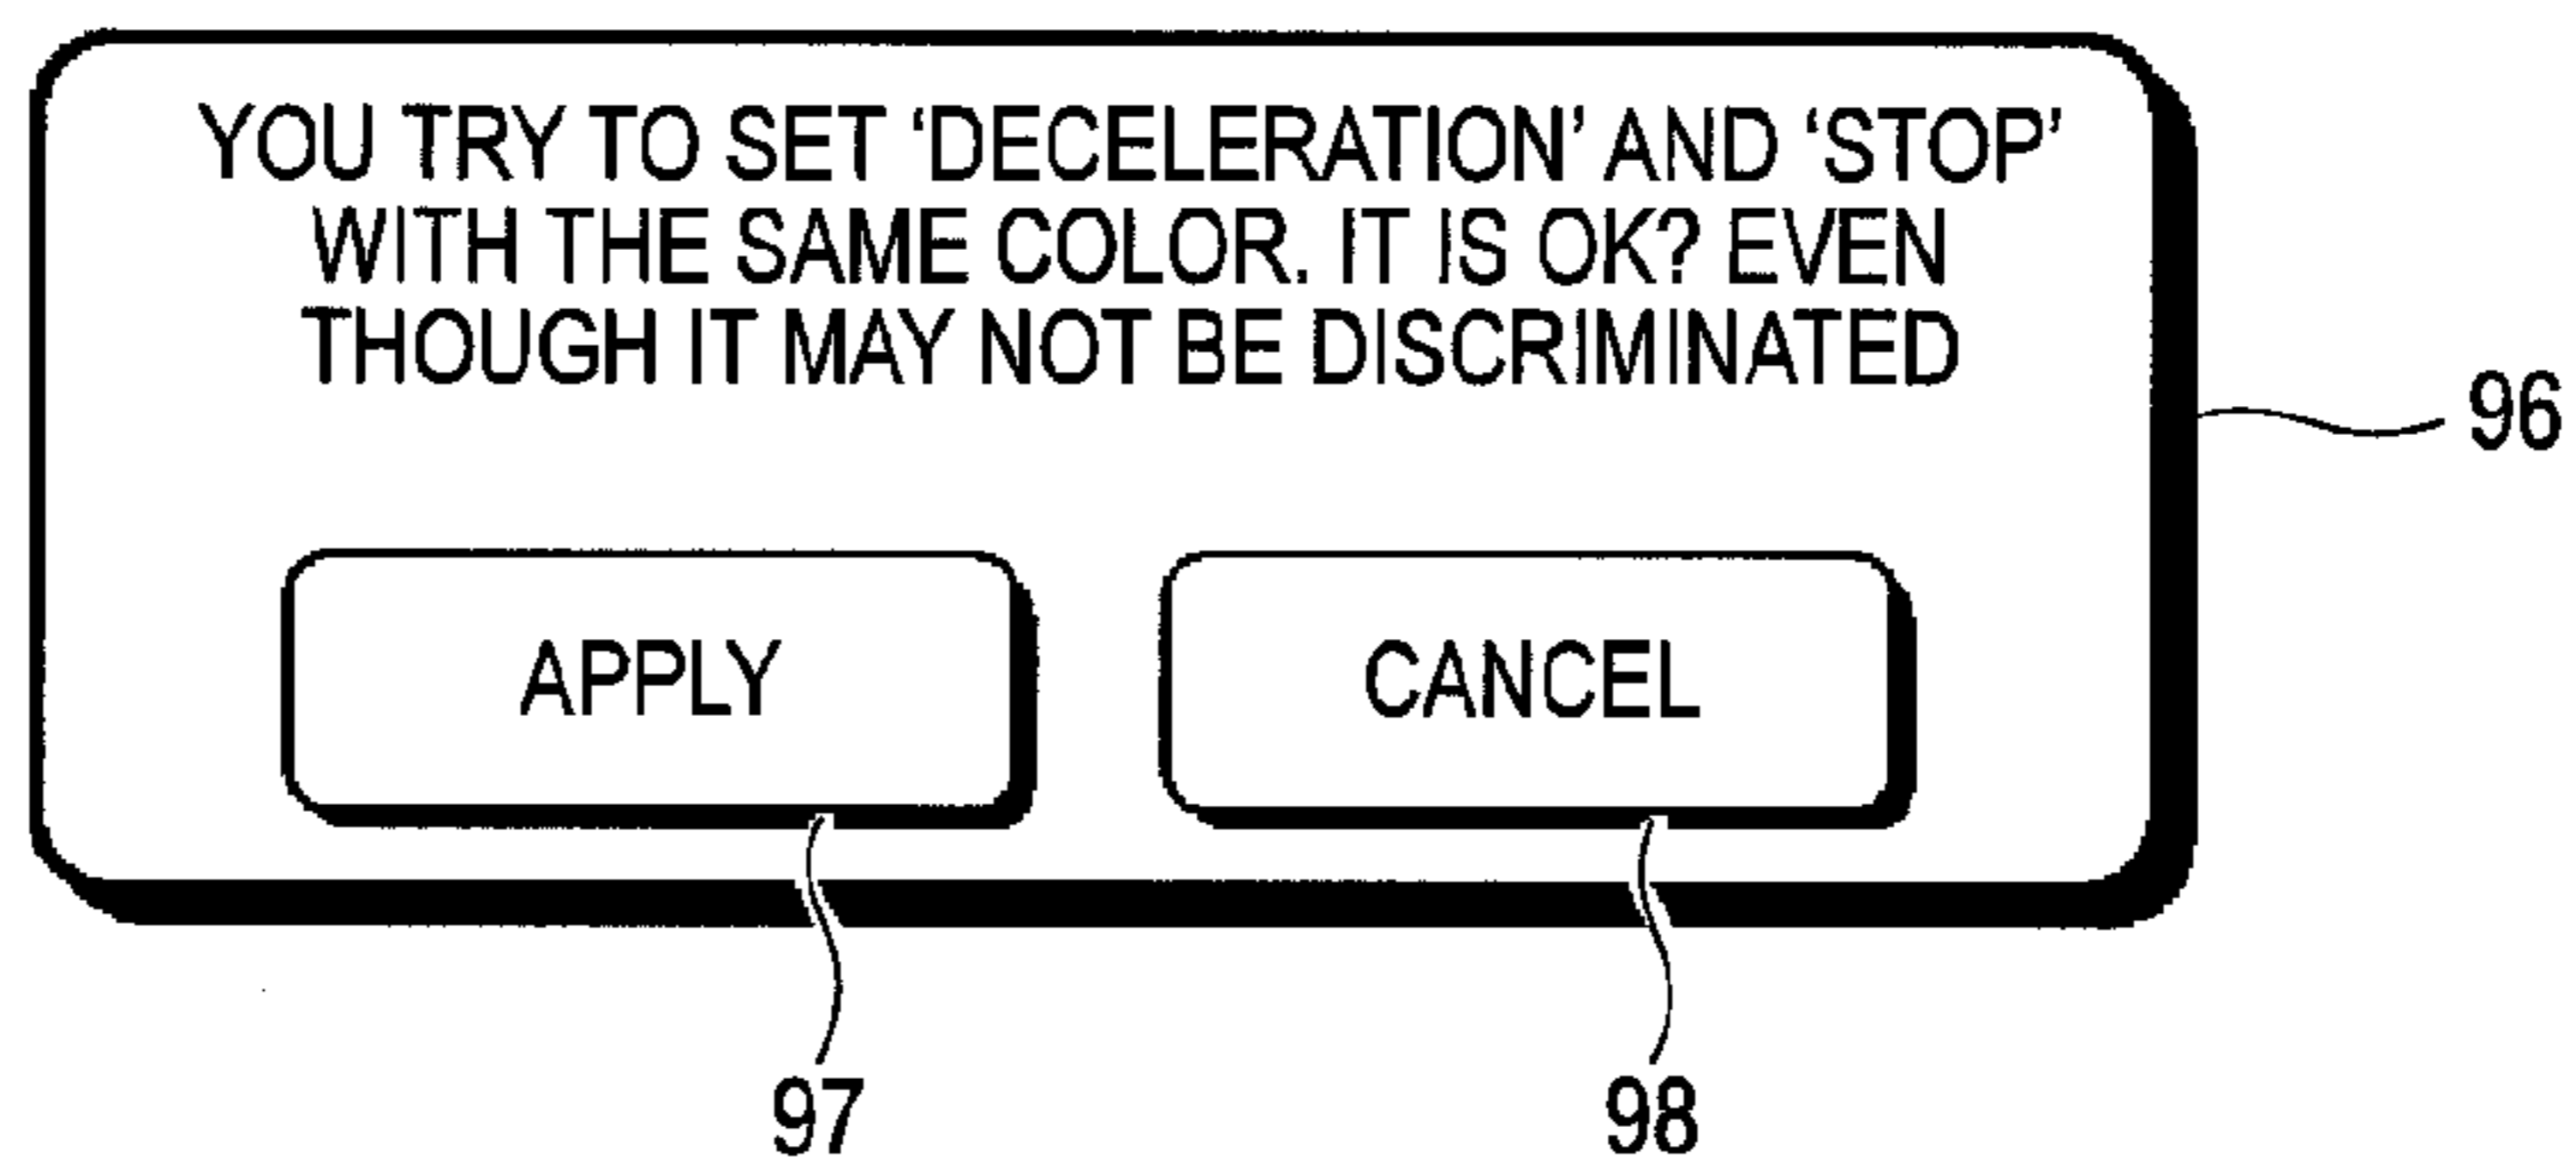 YOU TRY TO SET ‘DECELERATION’ AND ‘STOP’
WITH THE SAME COLOR. IT IS OK? EVEN
THOUGH IT MAY NOT BE DISCRIMINATED
96
APPLY
CANCEL
97
98